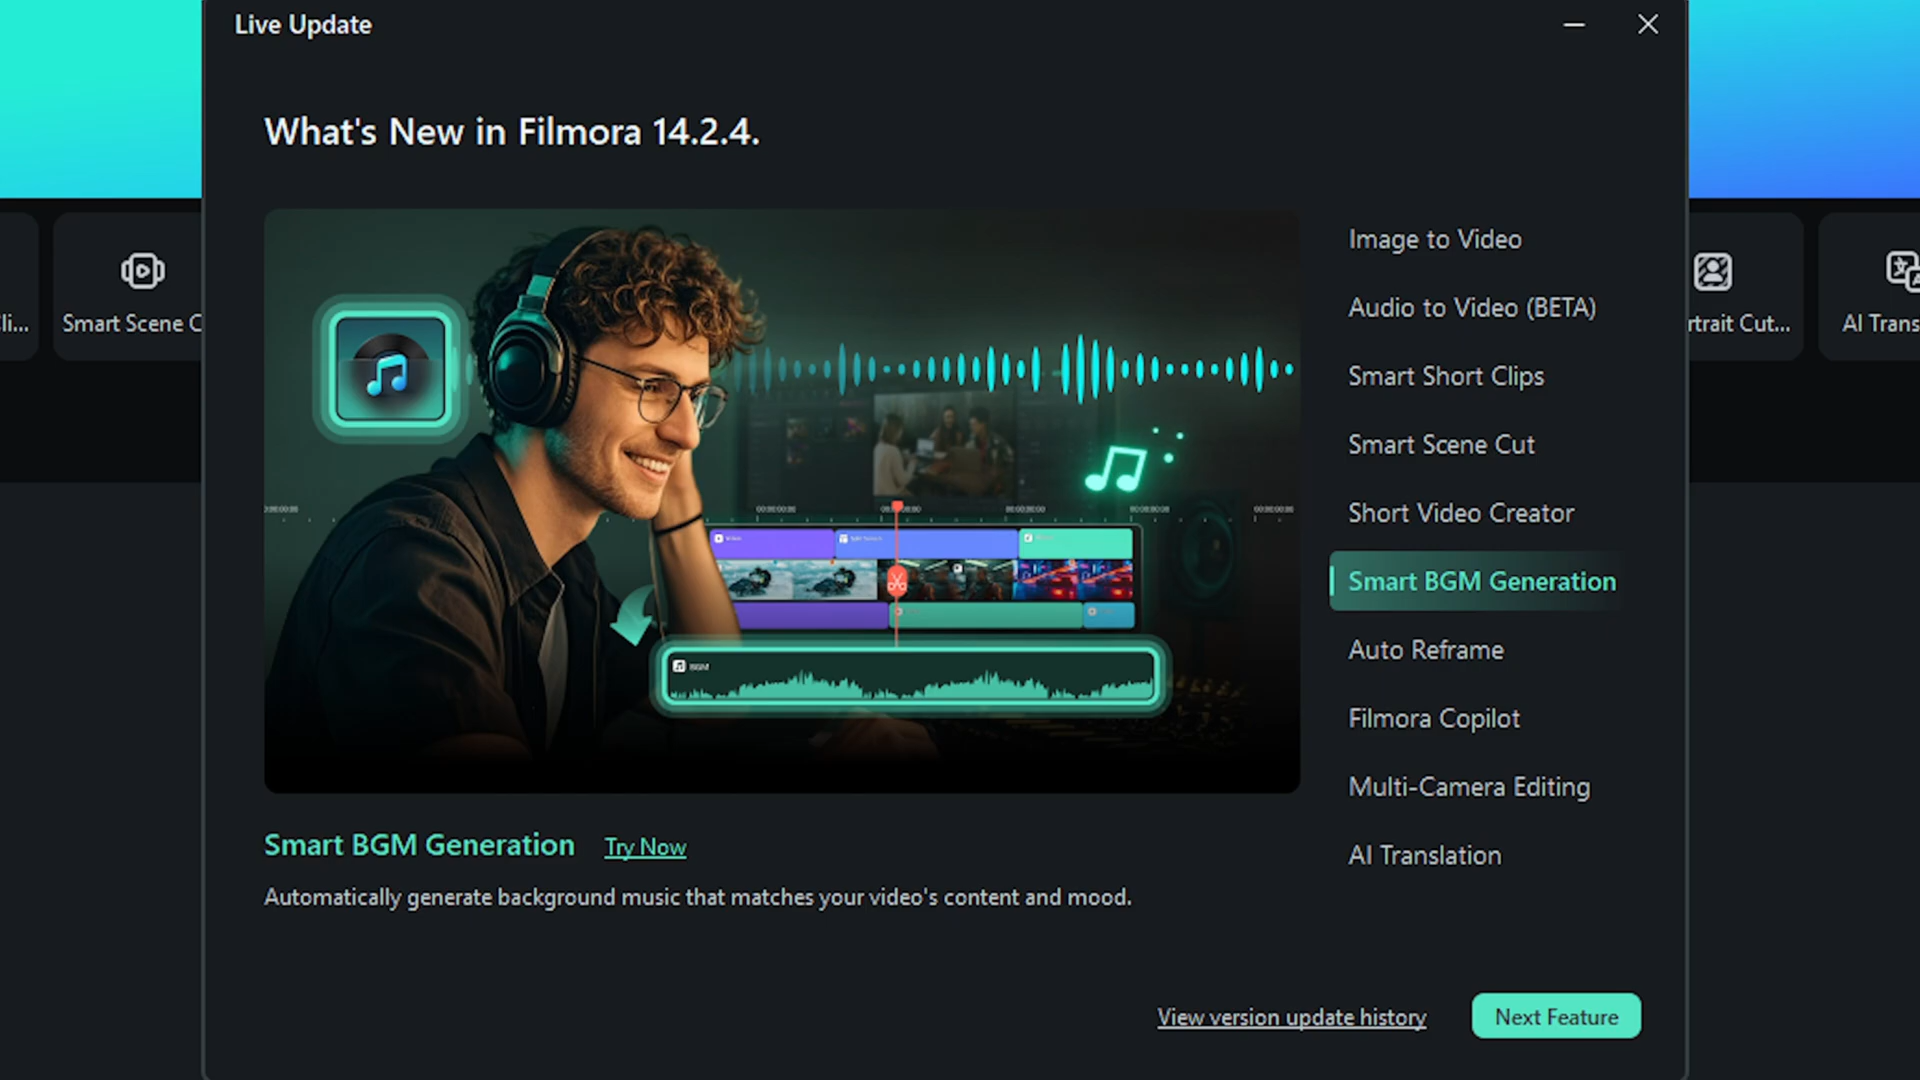 Live Update
What's New in Filmora 14.2.4.
li...
Smart Scene C
rtrait Cut...
AI Trans
Image to Video
Audio to Video (BETA)
Smart Short Clips
Smart Scene Cut
Short Video Creator
Smart BGM Generation
Auto Reframe
Filmora Copilot
Multi-Camera Editing
AI Translation
BGM
Smart BGM Generation Try Now
Automatically generate background music that matches your video's content and mood.
View version update history
Next Feature